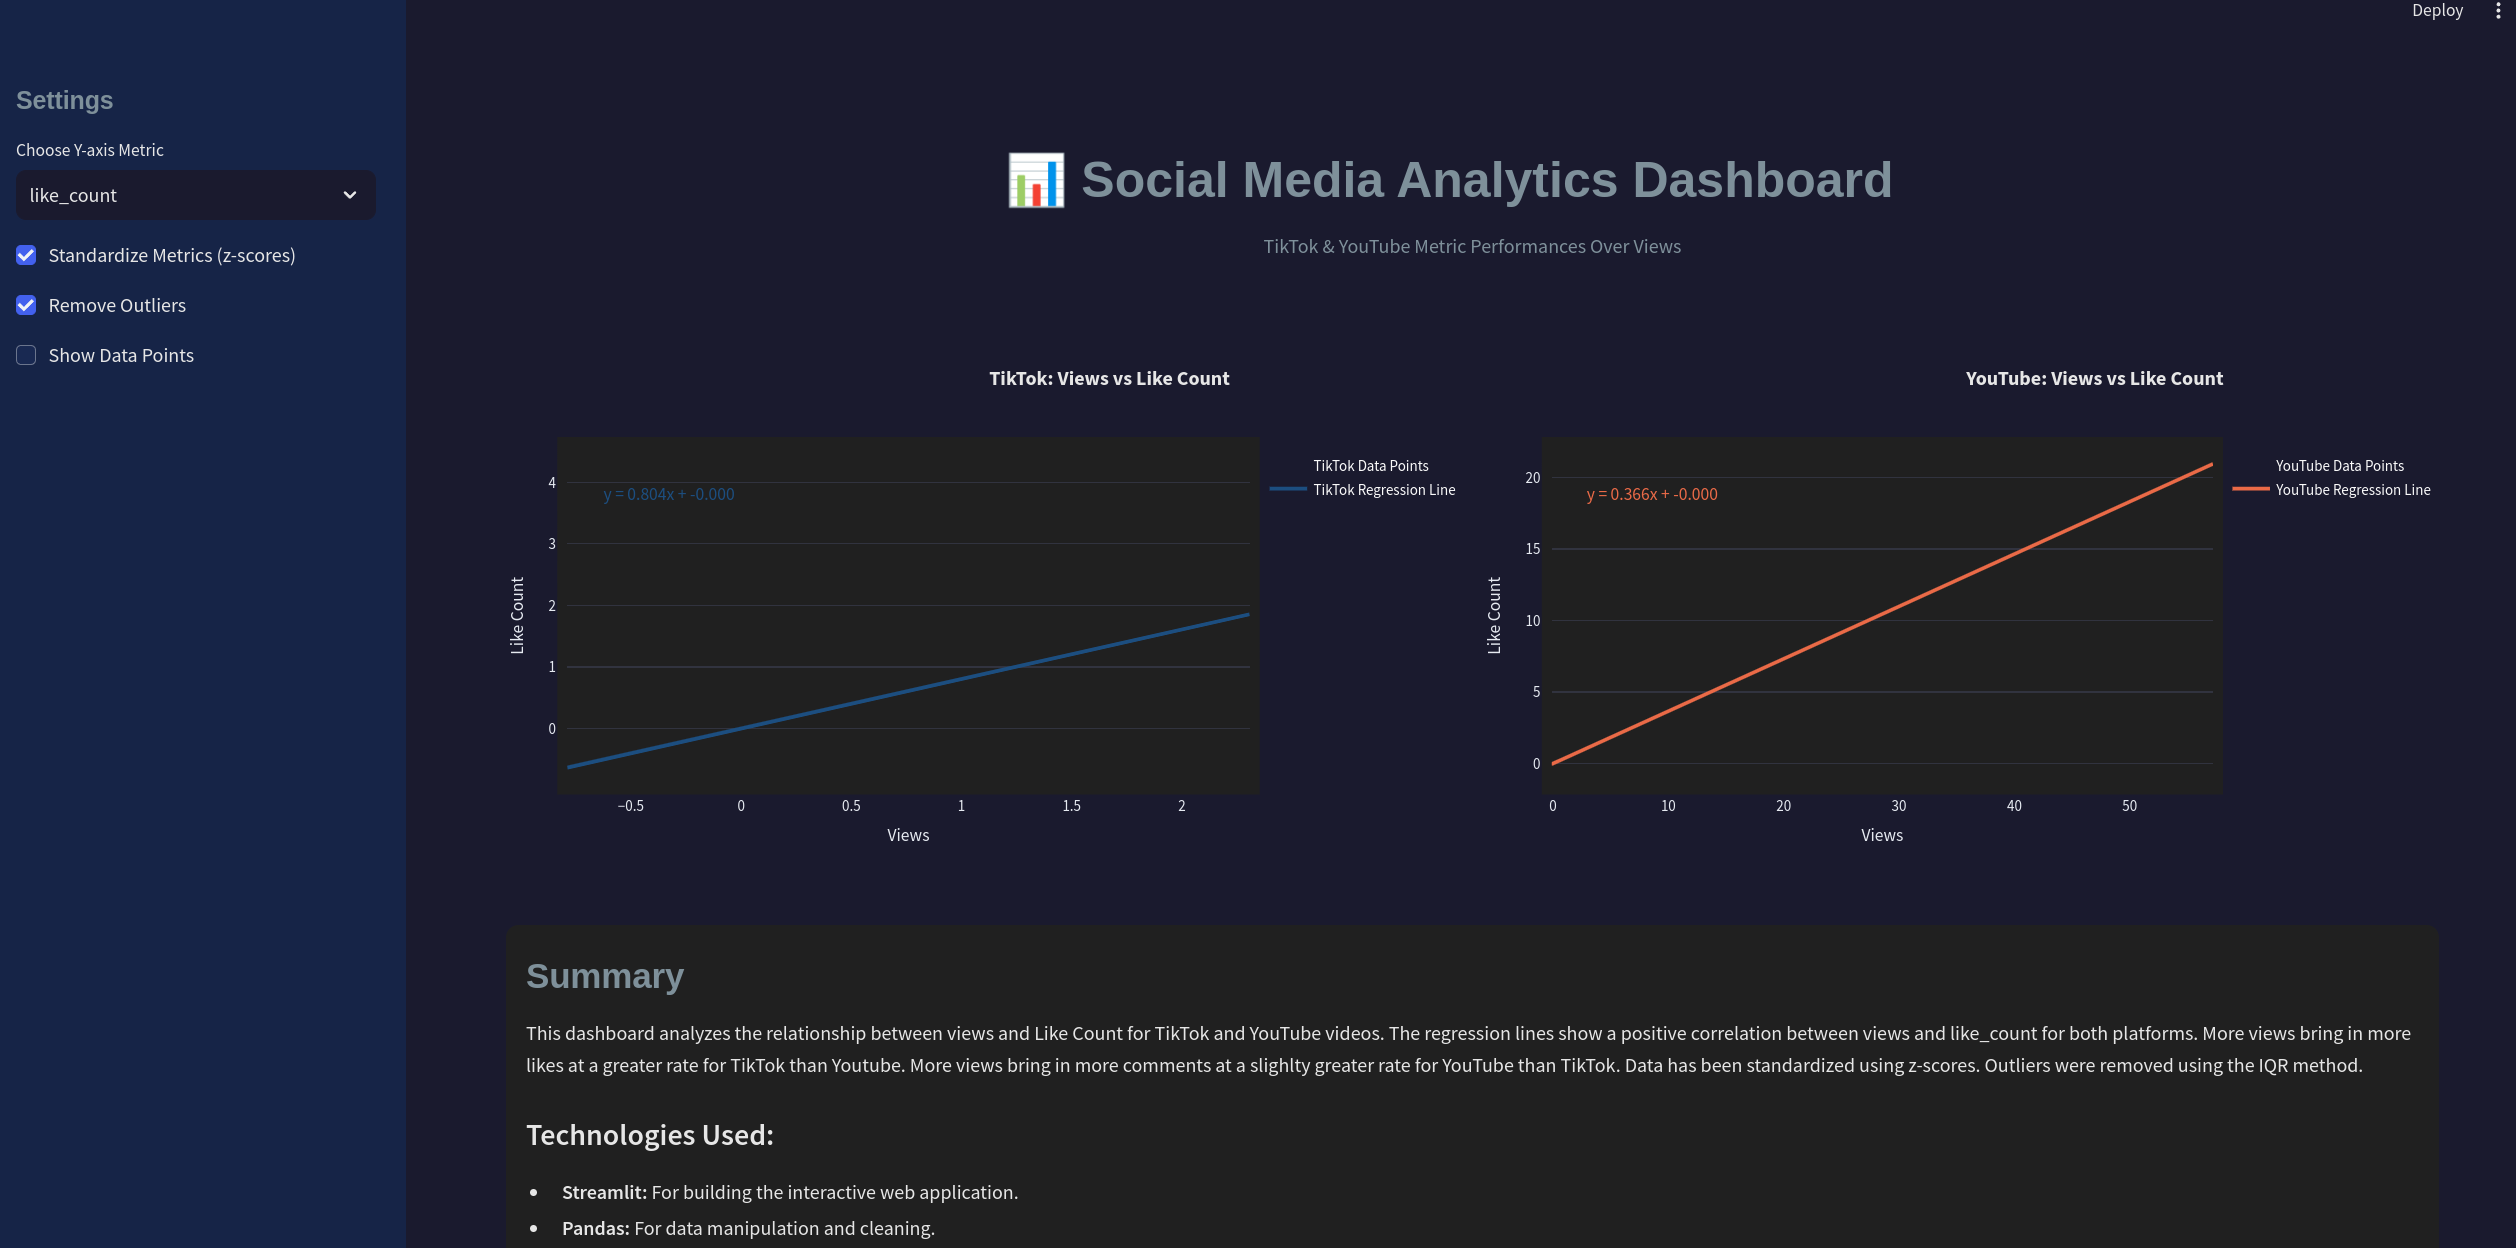 Deploy
Settings
Choose Y-axis Metric
like_count
Standardize Metrics (z-scores)
Remove Outliers
Show Data Points
Social Media Analytics Dashboard
TikTok & YouTube Metric Performances Over Views
TikTok: Views vs Like Count
y = 0.804x + -0.000
TikTok Data Points
TikTok Regression Line
4
3
2
1
0
Like Count
−0.5 0 0.5 1 1.5 2
Views
YouTube: Views vs Like Count
y = 0.366x + -0.000
YouTube Data Points
YouTube Regression Line
20
15
10
5
0
Like Count
0 10 20 30 40 50
Views
Summary
This dashboard analyzes the relationship between views and Like Count for TikTok and YouTube videos. The regression lines show a positive correlation between views and like_count for both platforms. More views bring in more
likes at a greater rate for TikTok than Youtube. More views bring in more comments at a slighlty greater rate for YouTube than TikTok. Data has been standardized using z-scores. Outliers were removed using the IQR method.
Technologies Used:
• Streamlit: For building the interactive web application.
• Pandas: For data manipulation and cleaning.